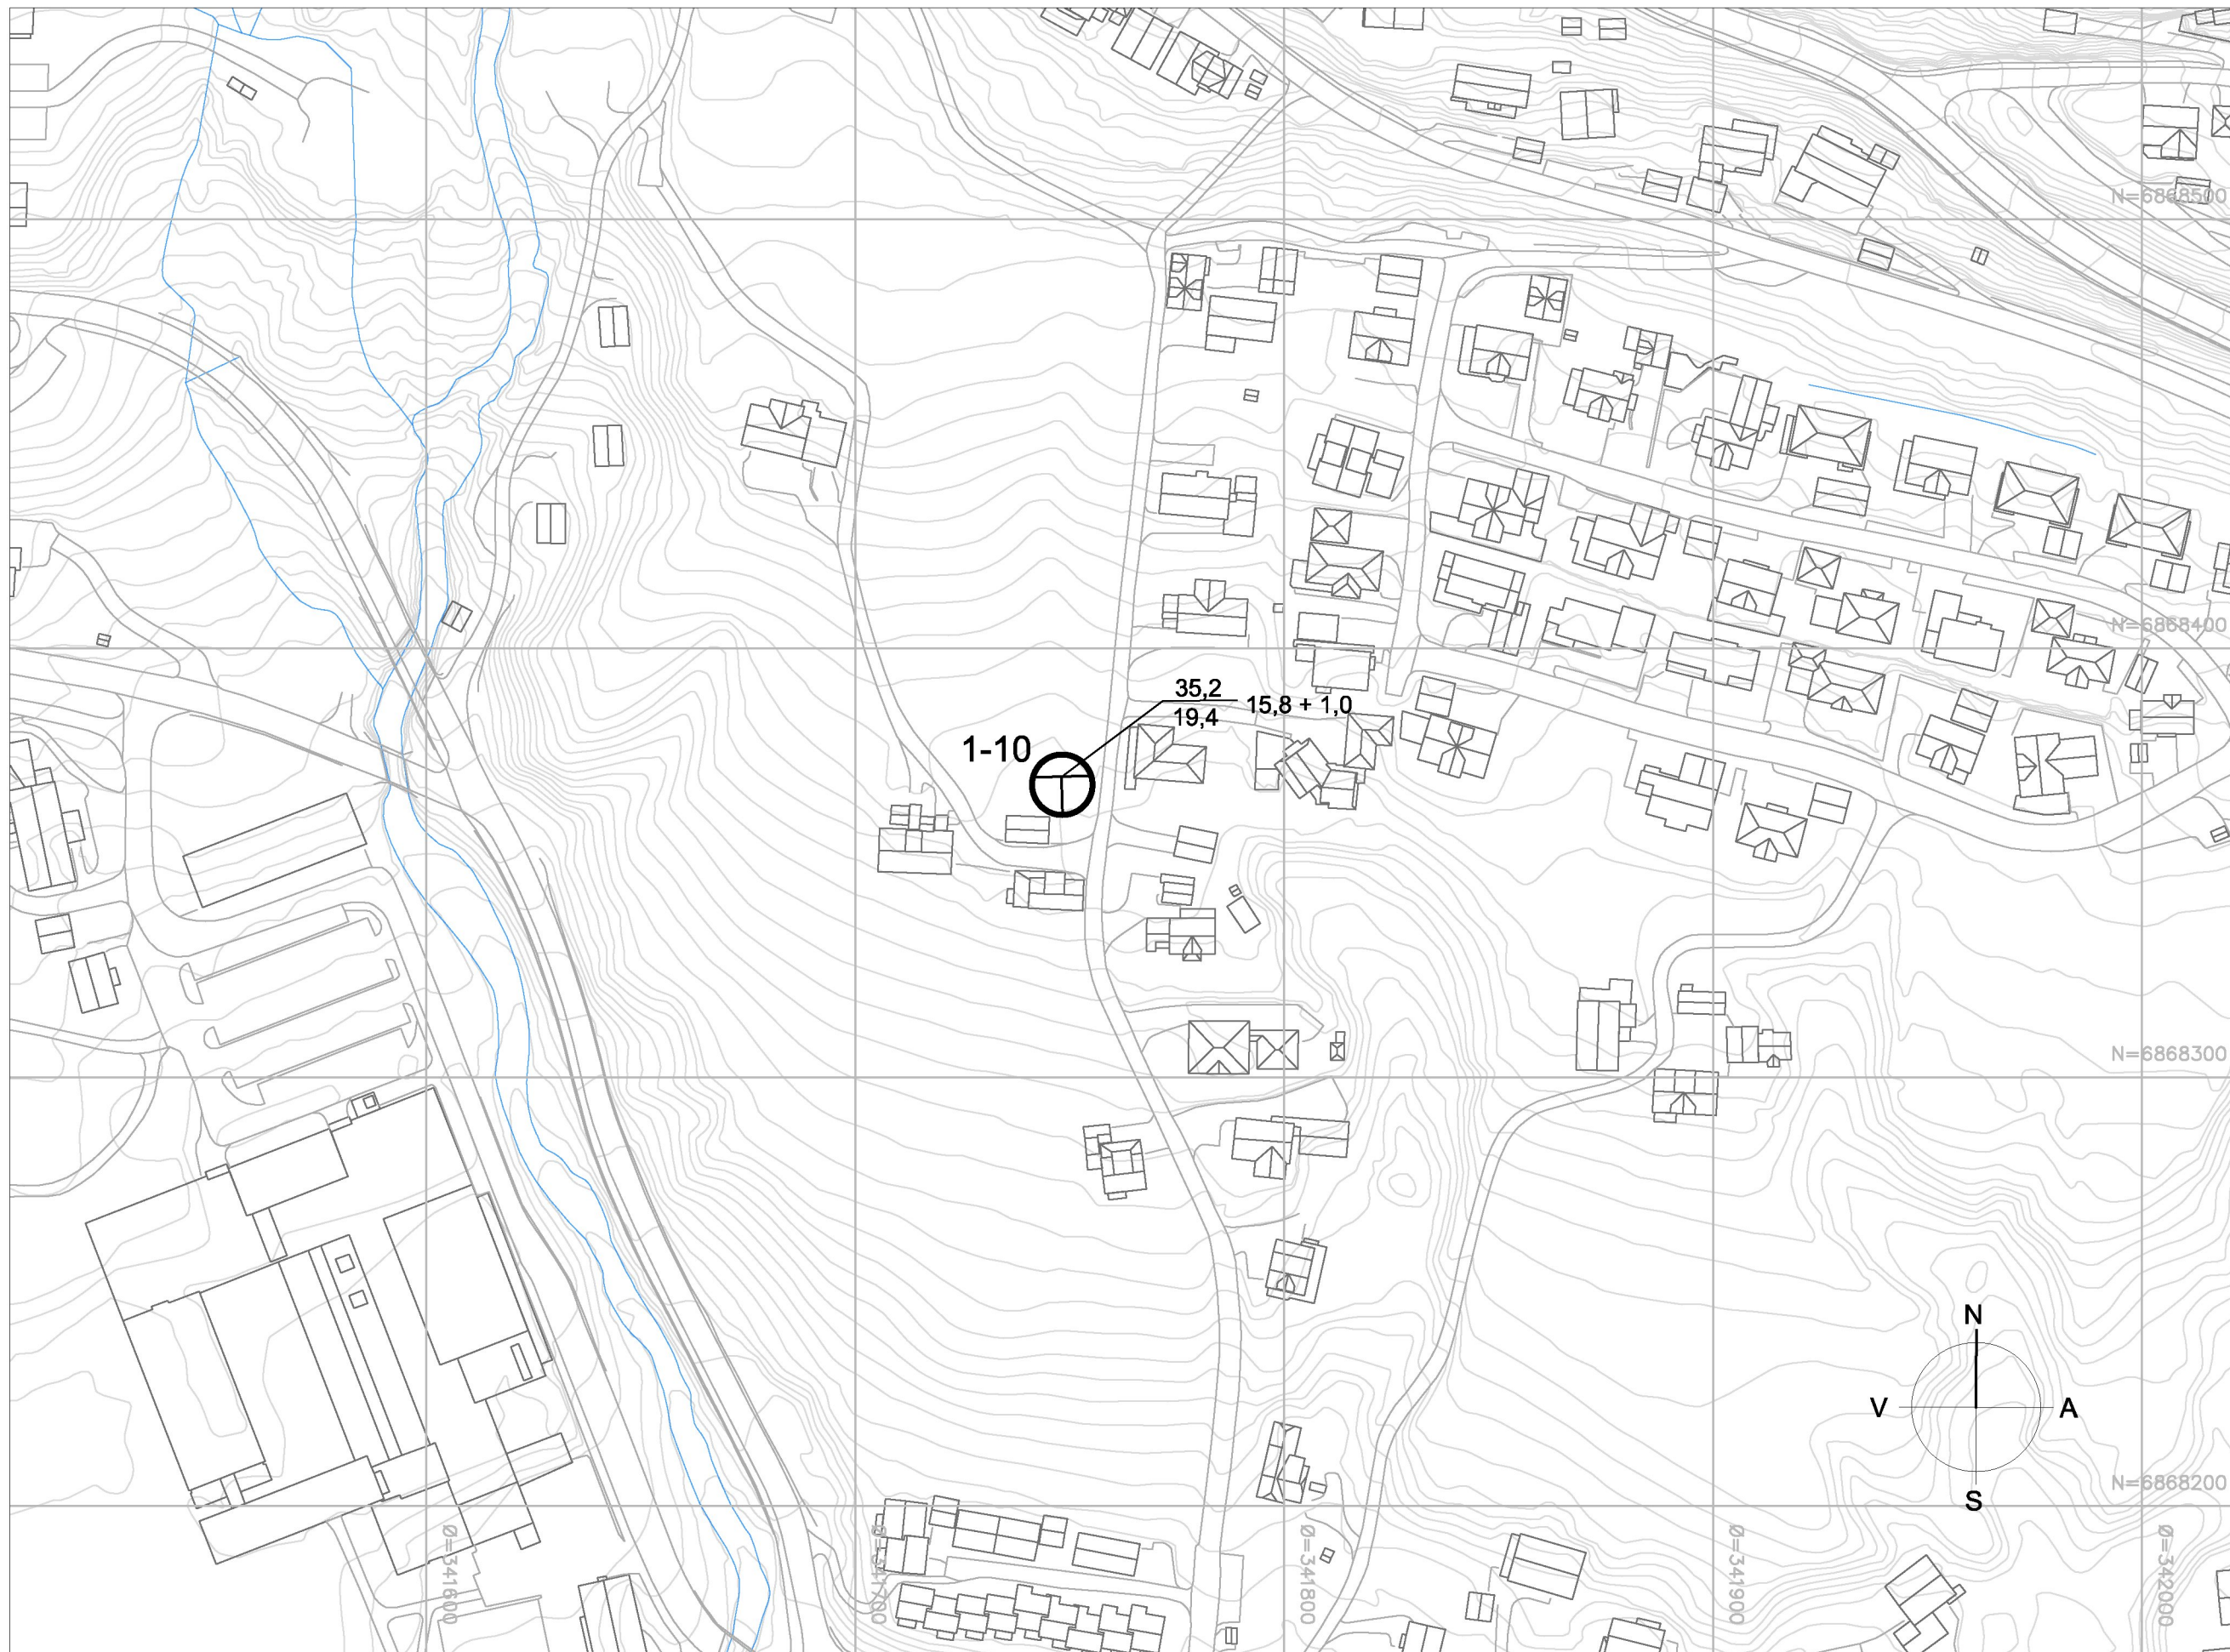 N=6868500
N=6868400
35,2
15,8 + 1,0
19,4
1-10
N=6868300
N
V
A
S
N=6868200
Ø=341600
Ø=341700
Ø=341800
Ø=341900
Ø=342000